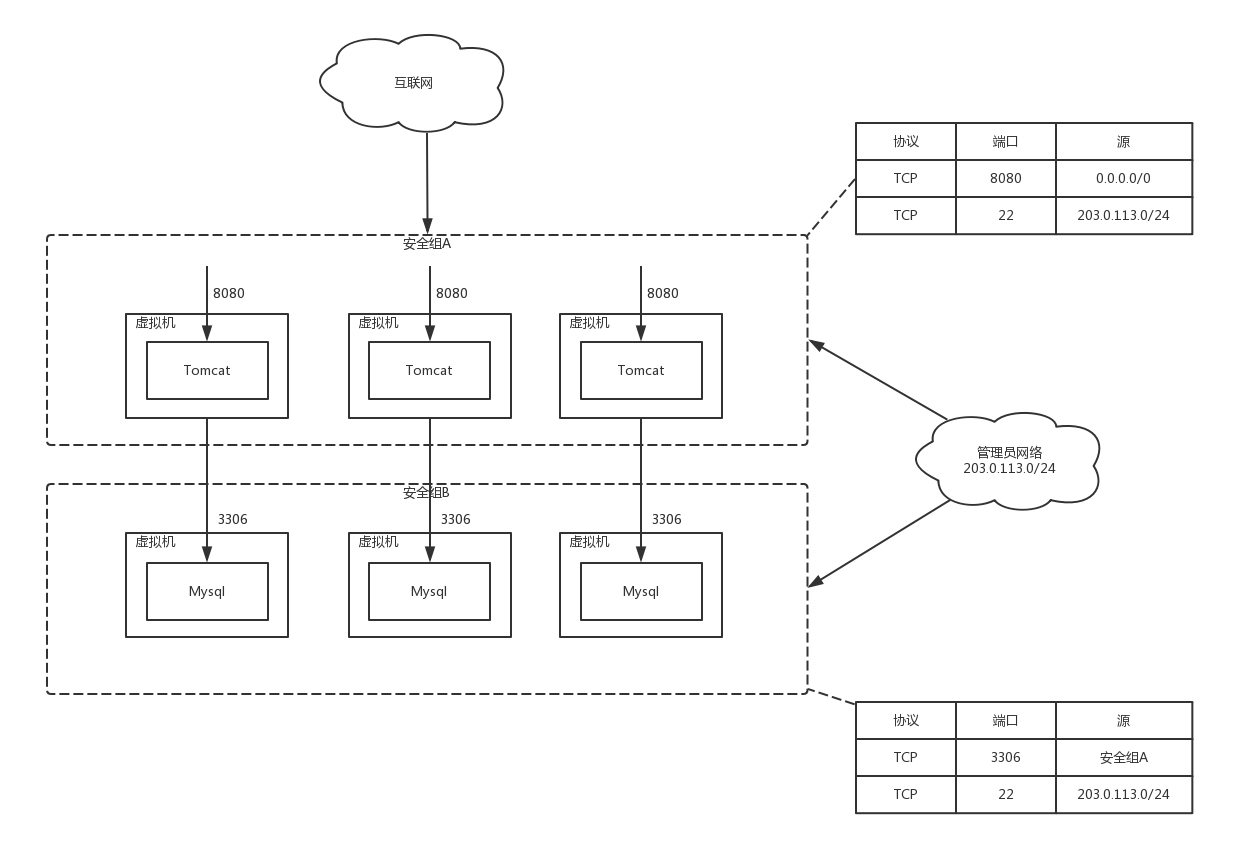 互联网
协议 端口 源
TCP 8080 0.0.0.0/0
TCP 22 203.0.113.0/24
安全组A
8080 8080 8080
虚拟机 虚拟机 虚拟机
Tomcat Tomcat Tomcat
管理员网络
203.0.113.0/24
安全组B
3306 3306 3306
虚拟机 虚拟机 虚拟机
Mysql Mysql Mysql
协议 端口 源
TCP 3306 安全组A
TCP 22 203.0.113.0/24